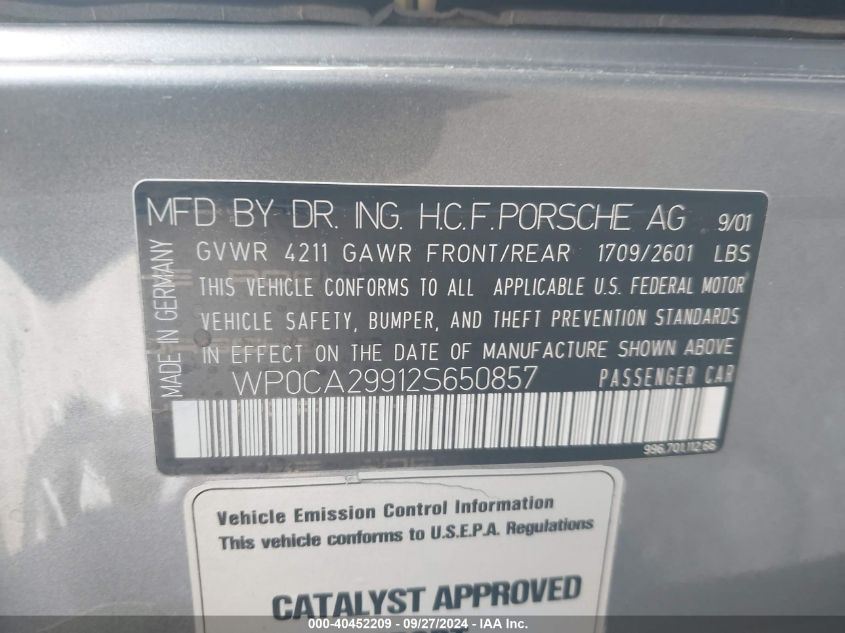 MFD BY DR. ING. H.C.F.PORSCHE AG 9/01
GVWR 4211 GAWR FRONT/REAR 1709/2601 LBS
THIS VEHICLE CONFORMS TO ALL APPLICABLE U.S. FEDERAL MOTOR
VEHICLE SAFETY, BUMPER, AND THEFT PREVENTION STANDARDS
IN EFFECT ON THE DATE OF MANUFACTURE SHOWN ABOVE
WP0CA29912S650857 PASSENGER CAR
MADE IN GERMANY
996.701.112.66
Vehicle Emission Control Information
This vehicle conforms to U.S.E.P.A. Regulations
CATALYST APPROVED
000-40452209 - 09/27/2024 - IAA Inc.